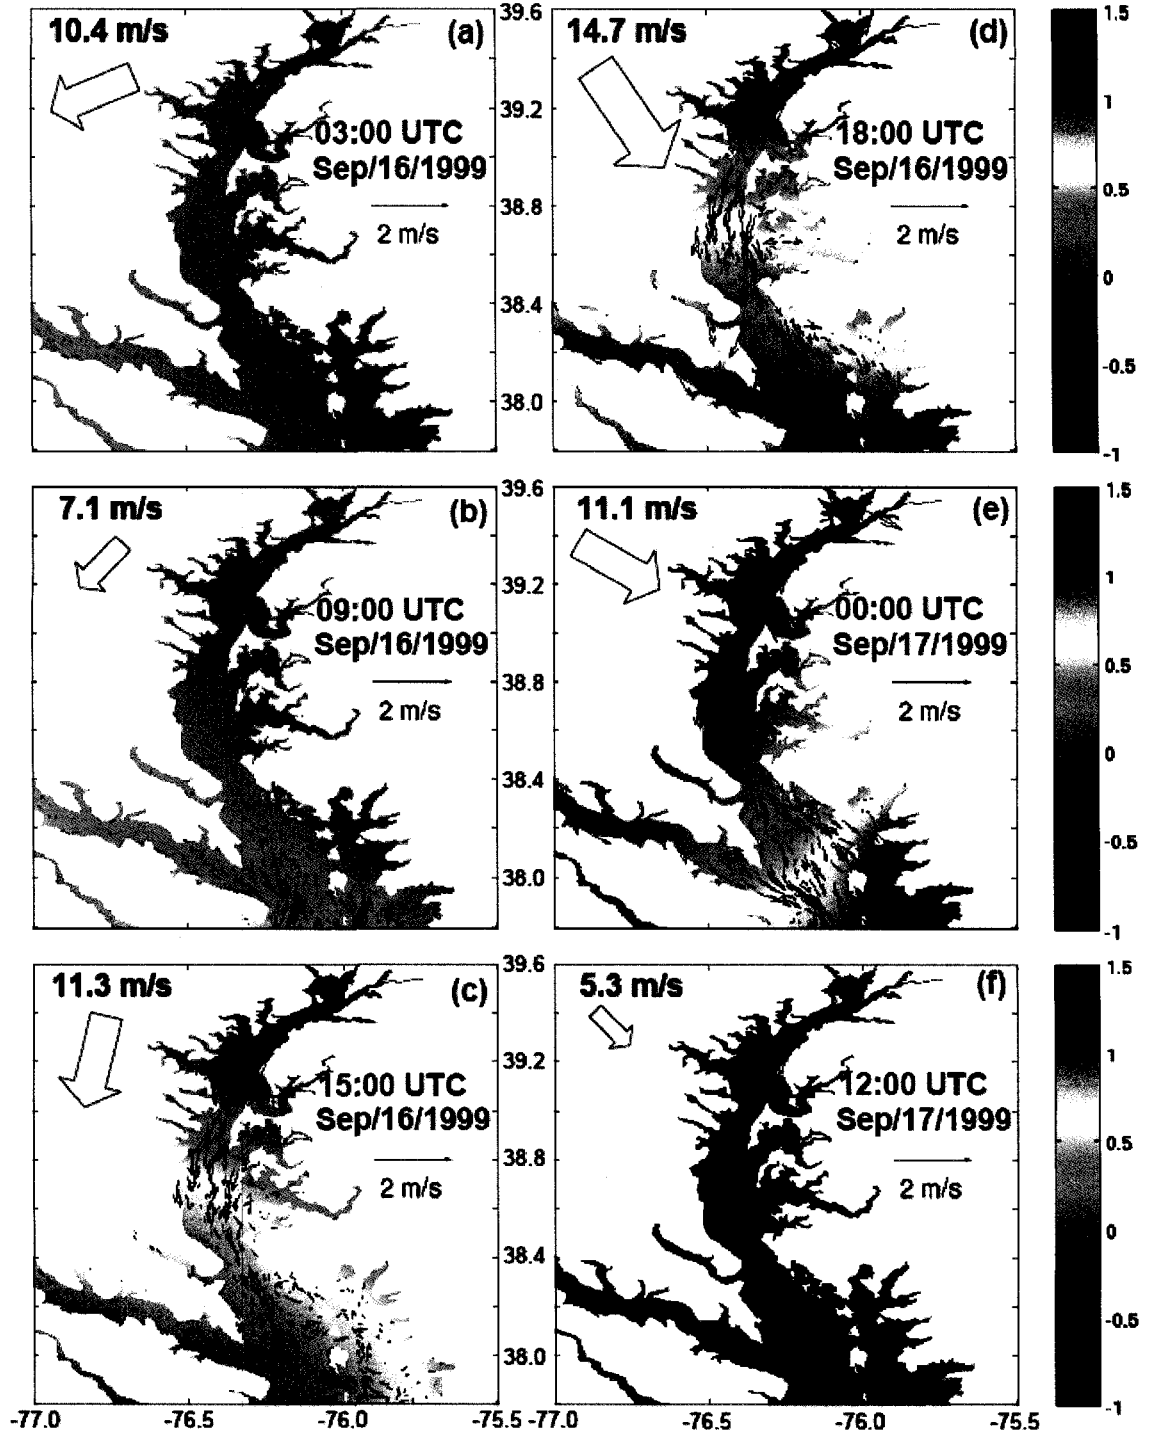 10.4 m/s
(a)
03:00 UTC
Sep/16/1999
2 m/s
39.6
39.2
38.8
38.4
38.0
14.7 m/s
(d)
18:00 UTC
Sep/16/1999
2 m/s
1.5
1
0.5
0
-0.5
-1
7.1 m/s
(b)
09:00 UTC
Sep/16/1999
2 m/s
39.6
39.2
38.8
38.4
38.0
11.1 m/s
(e)
00:00 UTC
Sep/17/1999
2 m/s
1.5
1
0.5
0
-0.5
-1
11.3 m/s
(c)
15:00 UTC
Sep/16/1999
2 m/s
39.6
39.2
38.8
38.4
38.0
5.3 m/s
(f)
12:00 UTC
Sep/17/1999
2 m/s
1.5
1
0.5
0
-0.5
-1
-77.0 -76.5 -76.0 -75.5
-77.0 -76.5 -76.0 -75.5